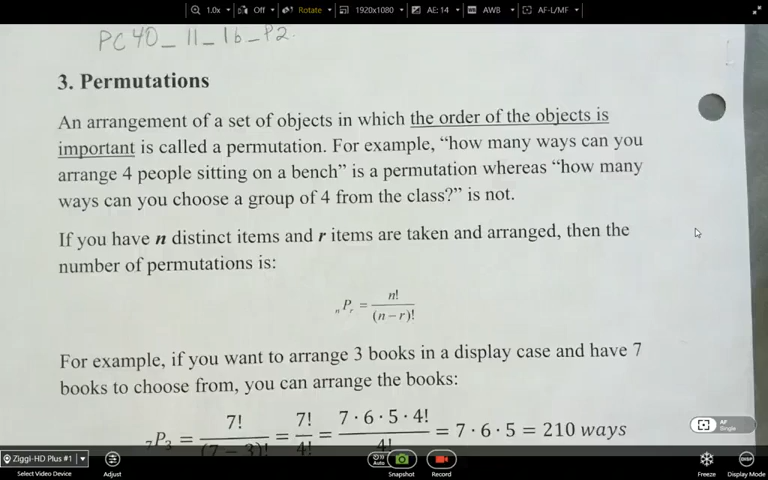 1.0x Off Rotate 1920x1080 AE: 14 AWB AF-L/MF
PC40_11_16_P2.
3. Permutations
An arrangement of a set of objects in which the order of the objects is
important is called a permutation. For example, “how many ways can you
arrange 4 people sitting on a bench” is a permutation whereas “how many
ways can you choose a group of 4 from the class?” is not.
If you have n distinct items and r items are taken and arranged, then the
number of permutations is:
nPr = n! / (n – r)!
For example, if you want to arrange 3 books in a display case and have 7
books to choose from, you can arrange the books:
7P3 = 7! / (7 – 3)! = 7! / 4! = 7 · 6 · 5 · 4! / 4! = 7 · 6 · 5 = 210 ways
AF
Single
Ziggi-HD Plus #1
Auto
DISP
Select Video Device Adjust Snapshot Record Freeze Display Mode